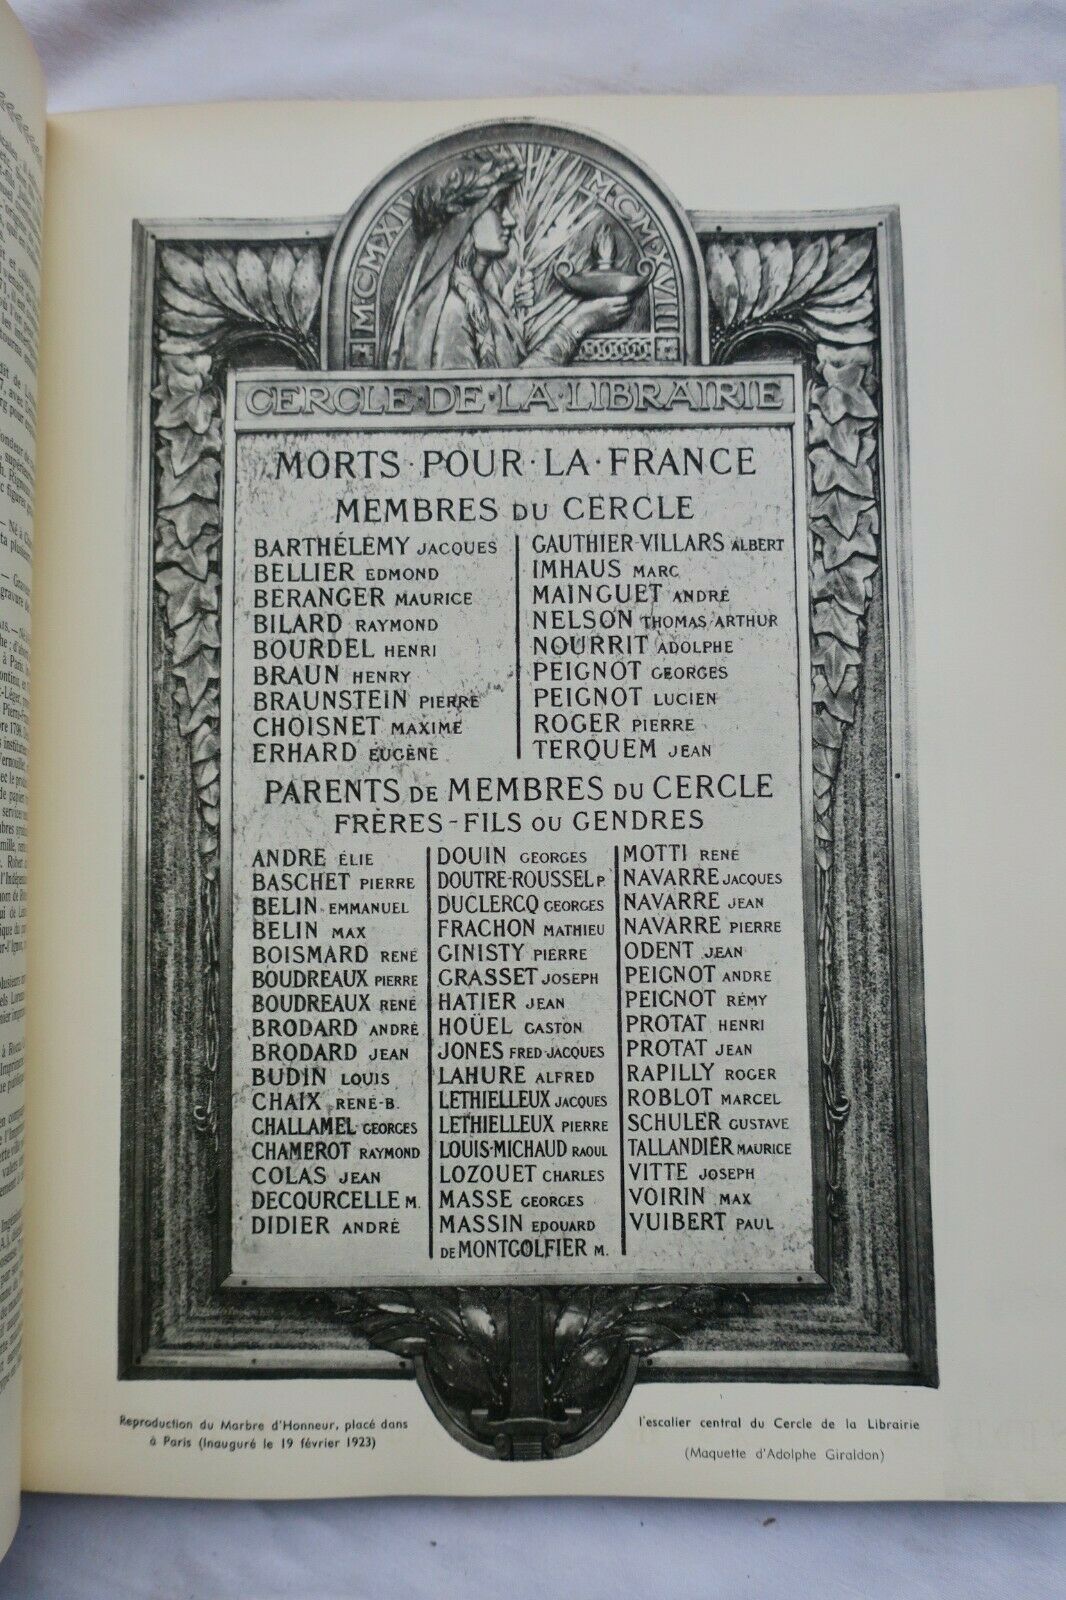 MCMXIV MCMXVIII
CERCLE·DE·LA·LIBRAIRIE
MORTS·POUR·LA·FRANCE
MEMBRES DU CERCLE
BARTHÉLEMY JACQUES
BELLIER EDMOND
BERANGER MAURICE
BILARD RAYMOND
BOURDEL HENRI
BRAUN HENRY
BRAUNSTEIN PIERRE
CHOISNET MAXIME
ERHARD EUGÈNE
GAUTHIER-VILLARS ALBERT
IMHAUS MARC
MAINGUET ANDRÉ
NELSON THOMAS ARTHUR
NOURRIT ADOLPHE
PEIGNOT GEORGES
PEIGNOT LUCIEN
ROGER PIERRE
TERQUEM JEAN
PARENTS DE MEMBRES DU CERCLE
FRÈRES-FILS OU GENDRES
ANDRÉ ÉLIE
BASCHET PIERRE
BELIN EMMANUEL
BELIN MAX
BOISMARD RENÉ
BOUDREAUX PIERRE
BOUDREAUX RENÉ
BRODARD ANDRÉ
BRODARD JEAN
BUDIN LOUIS
CHAIX RENÉ-B.
CHALLAMEL GEORGES
CHAMEROT RAYMOND
COLAS JEAN
DECOURCELLE M.
DIDIER ANDRÉ
DOUIN GEORGES
DOUTRE-ROUSSEL P.
DUCLERCQ GEORGES
FRACHON MATHIEU
GINISTY PIERRE
GRASSET JOSEPH
HATIER JEAN
HOÜEL GASTON
JONES FRED-JACQUES
LAHURE ALFRED
LETHIELLEUX JACQUES
LETHIELLEUX PIERRE
LOUIS-MICHAUD RAOUL
LOZOUET CHARLES
MASSE GEORGES
MASSIN EDOUARD
DE MONTGOLFIER M.
MOTTI RENÉ
NAVARRE JACQUES
NAVARRE JEAN
NAVARRE PIERRE
ODENT JEAN
PEIGNOT ANDRÉ
PEIGNOT RÉMY
PROTAT HENRI
PROTAT JEAN
RAPILLY ROGER
ROBLOT MARCEL
SCHULER GUSTAVE
TALLANDIER MAURICE
VITTE JOSEPH
VOIRIN MAX
VUIBERT PAUL
Reproduction du Marbre d'Honneur, placé dans
à Paris (Inauguré le 19 février 1923)
l'escalier central du Cercle de la Librairie
(Maquette d'Adolphe Giraldon)